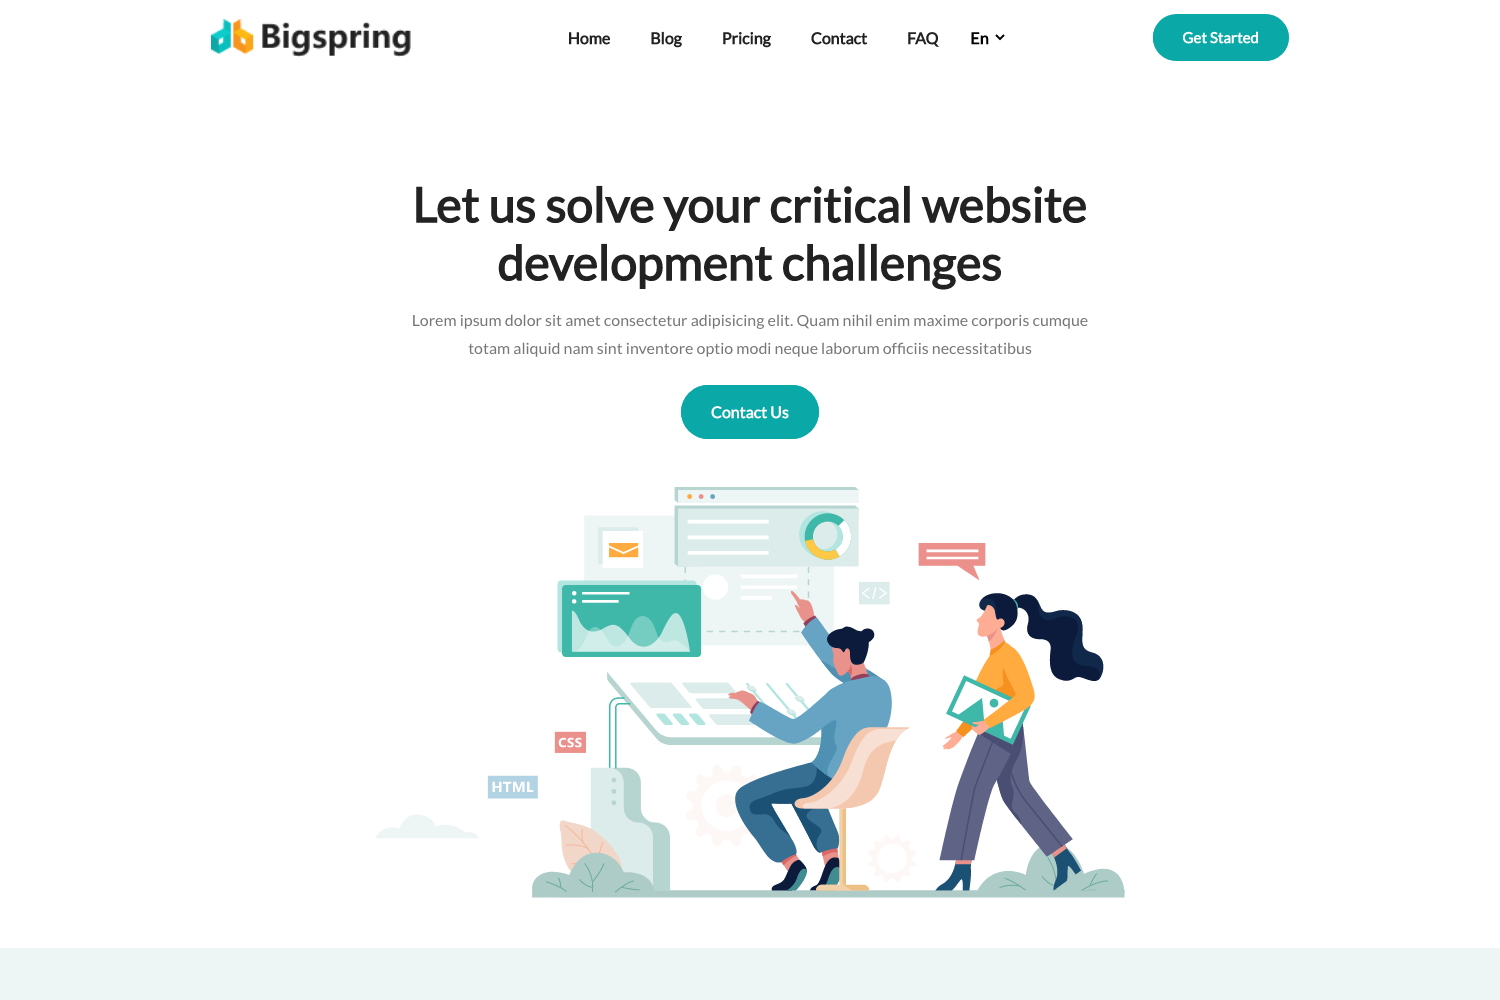 Bigspring
Home Blog Pricing Contact FAQ En
Get Started
Let us solve your critical website
development challenges
Lorem ipsum dolor sit amet consectetur adipisicing elit. Quam nihil enim maxime corporis cumque
totam aliquid nam sint inventore optio modi neque laborum officiis necessitatibus
Contact Us
</>
CSS
HTML